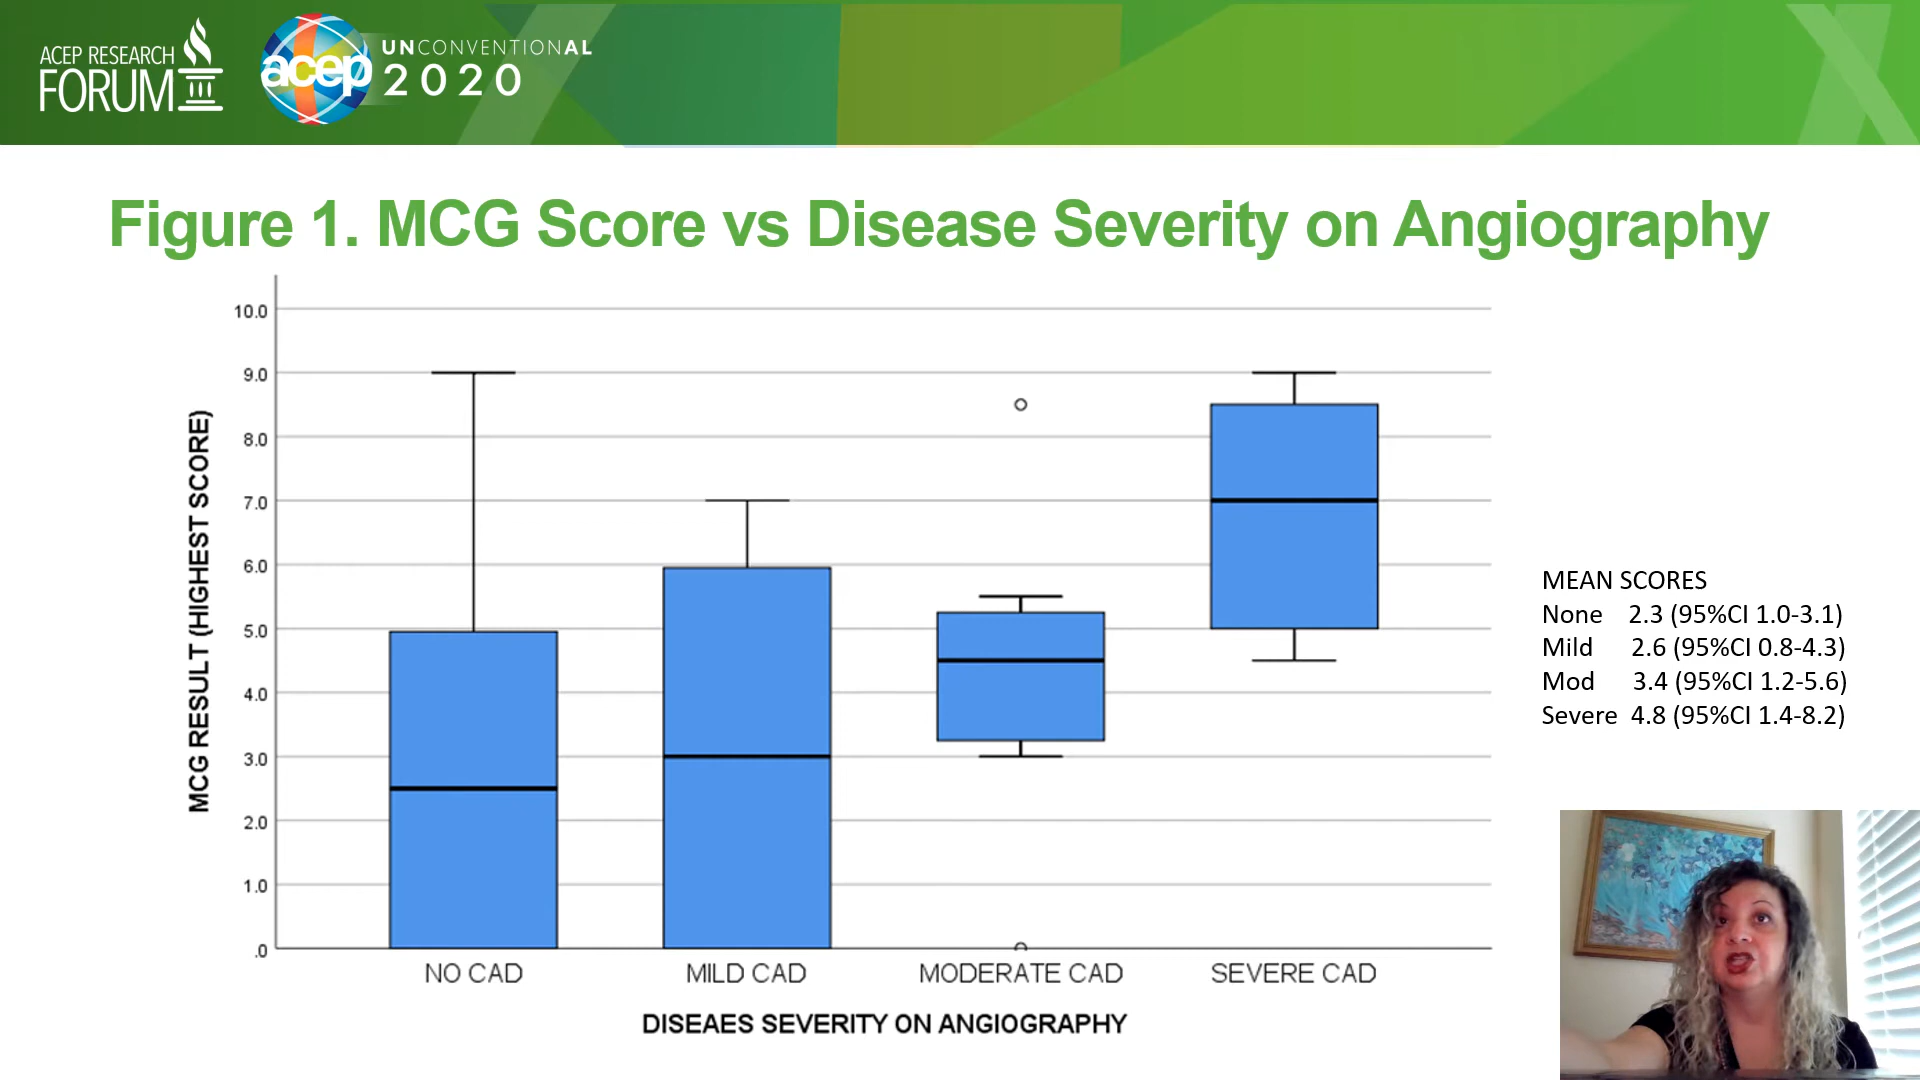 ACEP RESEARCH
FORUM
acep
UNCONVENTIONAL
2020
Figure 1. MCG Score vs Disease Severity on Angiography
MCG RESULT (HIGHEST SCORE)
10.0
9.0
8.0
7.0
6.0
5.0
4.0
3.0
2.0
1.0
.0
NO CAD
MILD CAD
MODERATE CAD
SEVERE CAD
DISEAES SEVERITY ON ANGIOGRAPHY
MEAN SCORES
None 2.3 (95%CI 1.0-3.1)
Mild 2.6 (95%CI 0.8-4.3)
Mod 3.4 (95%CI 1.2-5.6)
Severe 4.8 (95%CI 1.4-8.2)